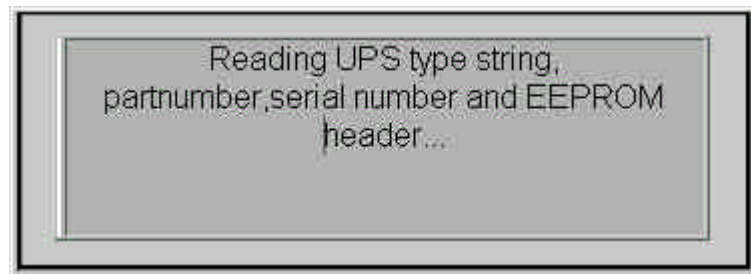 Reading UPS type string,
partnumber,serial number and EEPROM
header...